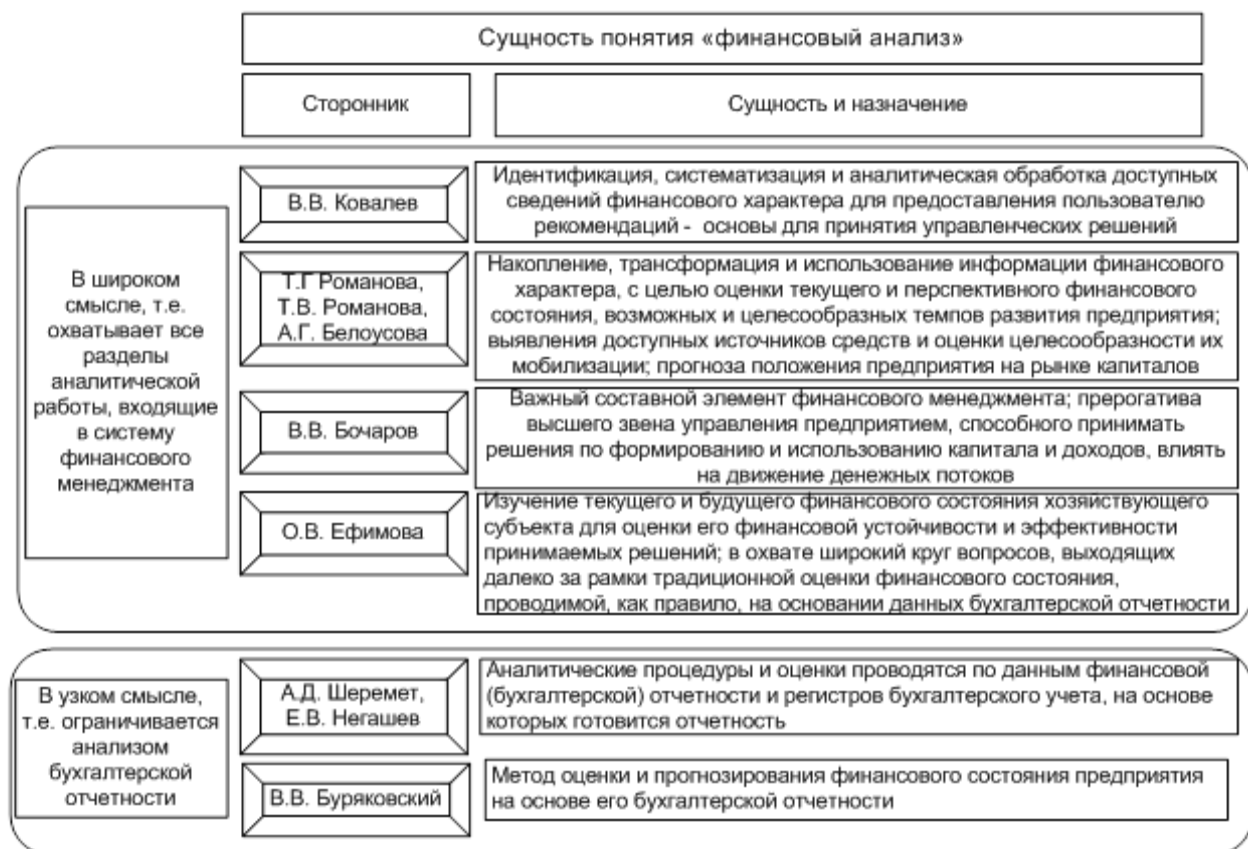 Сущность понятия «финансовый анализ»
Сторонник
Сущность и назначение
В широком
смысле, т.е.
охватывает все
разделы
аналитической
работы, входящие
в систему
финансового
менеджмента
В.В. Ковалев
Идентификация, систематизация и аналитическая обработка доступных
сведений финансового характера для предоставления пользователю
рекомендаций - основы для принятия управленческих решений
Т.Г Романова,
Т.В. Романова,
А.Г. Белоусова
Накопление, трансформация и использование информации финансового
характера, с целью оценки текущего и перспективного финансового
состояния, возможных и целесообразных темпов развития предприятия;
выявления доступных источников средств и оценки целесообразности их
мобилизации; прогноза положения предприятия на рынке капиталов
В.В. Бочаров
Важный составной элемент финансового менеджмента; прерогатива
высшего звена управления предприятием, способного принимать
решения по формированию и использованию капитала и доходов, влиять
на движение денежных потоков
О.В. Ефимова
Изучение текущего и будущего финансового состояния хозяйствующего
субъекта для оценки его финансовой устойчивости и эффективности
принимаемых решений; в охвате широкий круг вопросов, выходящих
далеко за рамки традиционной оценки финансового состояния,
проводимой, как правило, на основании данных бухгалтерской отчетности
В узком смысле,
т.е. ограничивается
анализом
бухгалтерской
отчетности
А.Д. Шеремет,
Е.В. Негашев
Аналитические процедуры и оценки проводятся по данным финансовой
(бухгалтерской) отчетности и регистров бухгалтерского учета, на основе
которых готовится отчетность
В.В. Буряковский
Метод оценки и прогнозирования финансового состояния предприятия
на основе его бухгалтерской отчетности